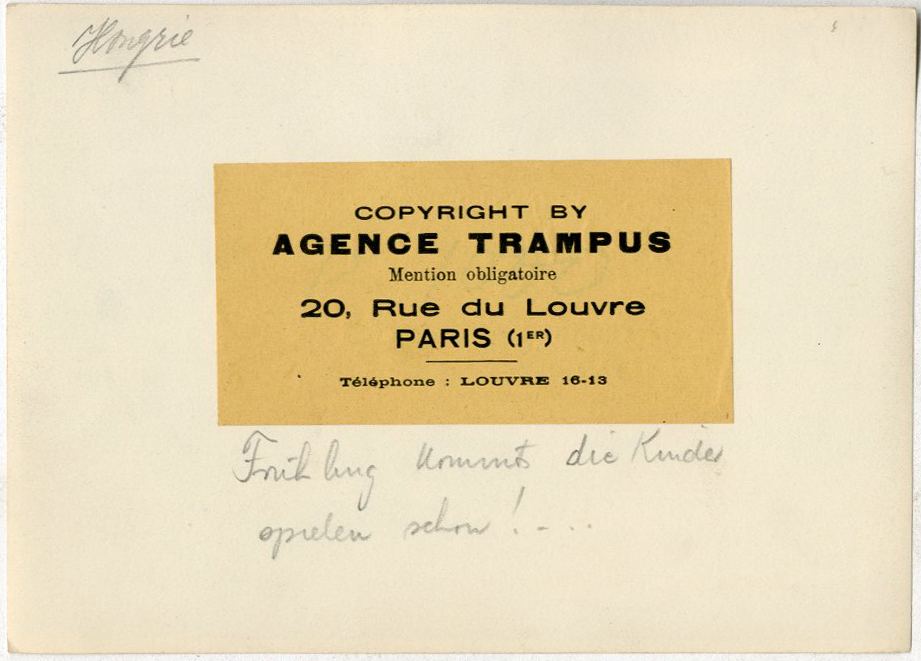 Hongrie
COPYRIGHT BY
AGENCE TRAMPUS
Mention obligatoire
20, Rue du Louvre
PARIS (1ER)
Téléphone : LOUVRE 16-13
Frühling kommts die Kinder
spielen schon ! - . . .